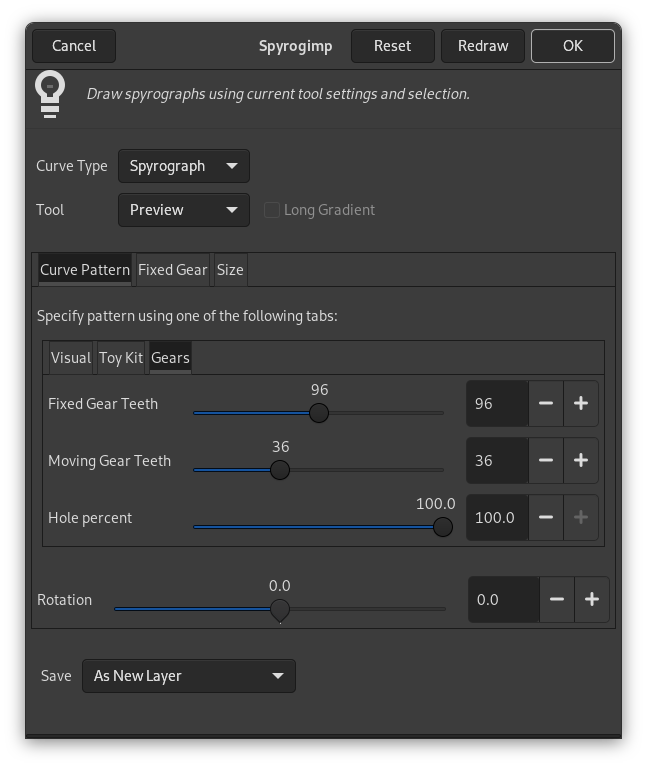 Cancel Spyrogimp Reset Redraw OK
Draw spyrographs using current tool settings and selection.
Curve Type Spyrograph
Tool Preview Long Gradient
Curve Pattern Fixed Gear Size
Specify pattern using one of the following tabs:
Visual Toy Kit Gears
96
Fixed Gear Teeth 96
36
Moving Gear Teeth 36
100.0
Hole percent 100.0
0.0
Rotation 0.0
Save As New Layer